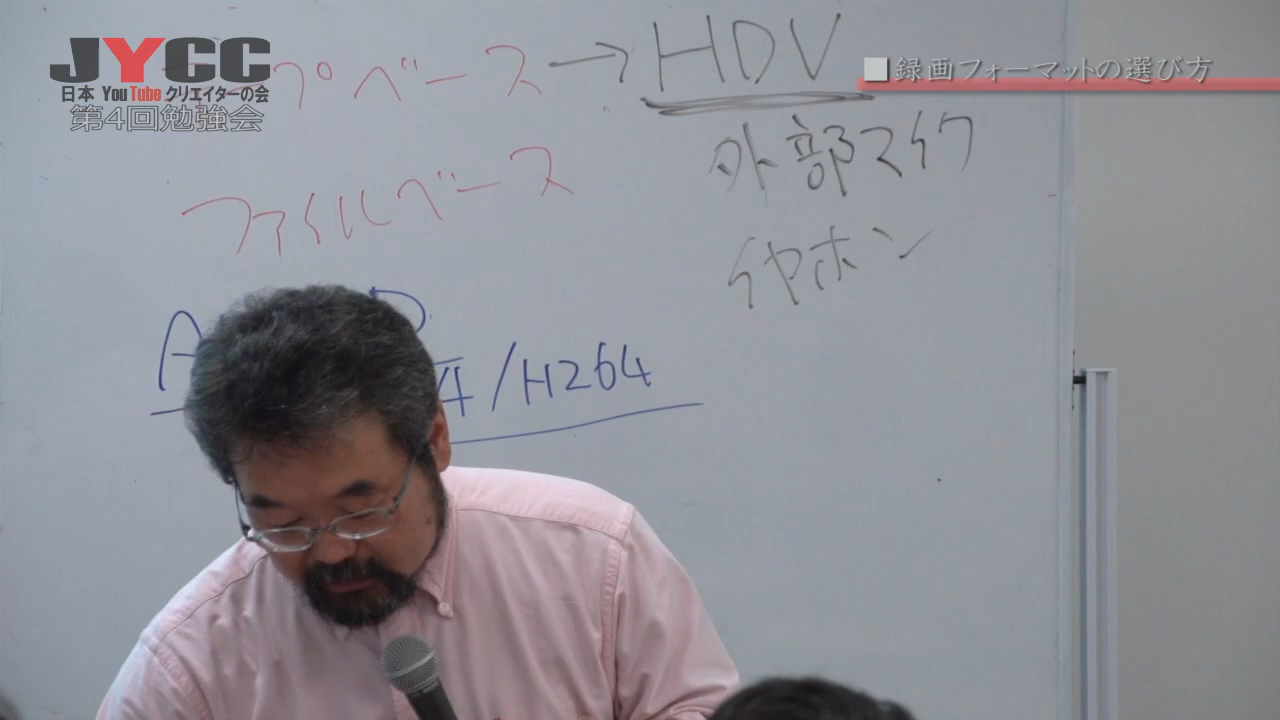 JYCC
日本 YouTube クリエイターの会
第4回勉強会
■録画フォーマットの選び方
プベース→HDV
外部マイク
ファイルベース
イヤホン
A D
4/H264